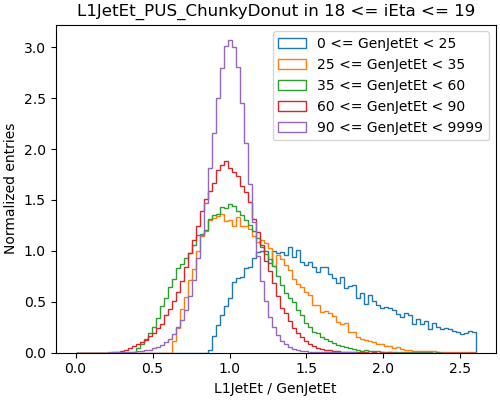 L1JetEt_PUS_ChunkyDonut in 18 <= iEta <= 19
0 <= GenJetEt < 25
25 <= GenJetEt < 35
35 <= GenJetEt < 60
60 <= GenJetEt < 90
90 <= GenJetEt < 9999
Normalized entries
3.0
2.5
2.0
1.5
1.0
0.5
0.0
0.0 0.5 1.0 1.5 2.0 2.5
L1JetEt / GenJetEt